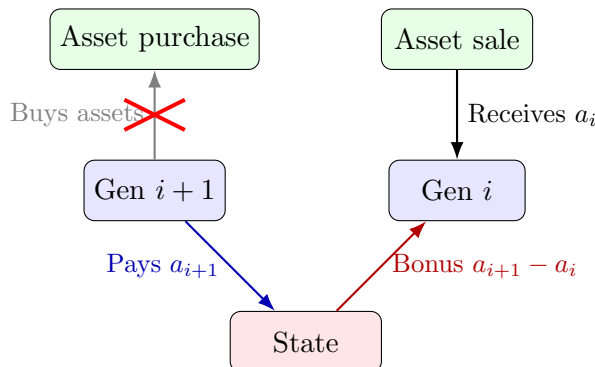 Asset purchase
Asset sale
Buys assets
Receives $a_i$
Gen $i+1$
Gen $i$
Pays $a_{i+1}$
Bonus $a_{i+1} - a_i$
State